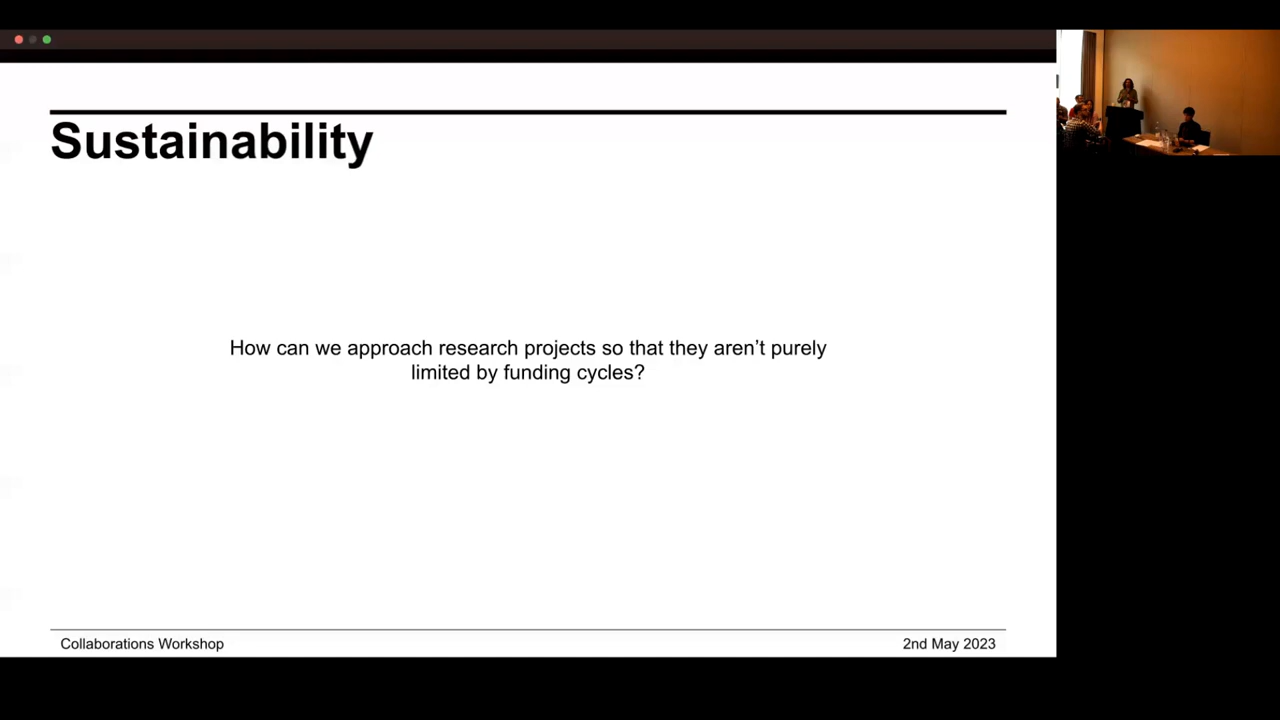 Sustainability
How can we approach research projects so that they aren’t purely
limited by funding cycles?
Collaborations Workshop
2nd May 2023